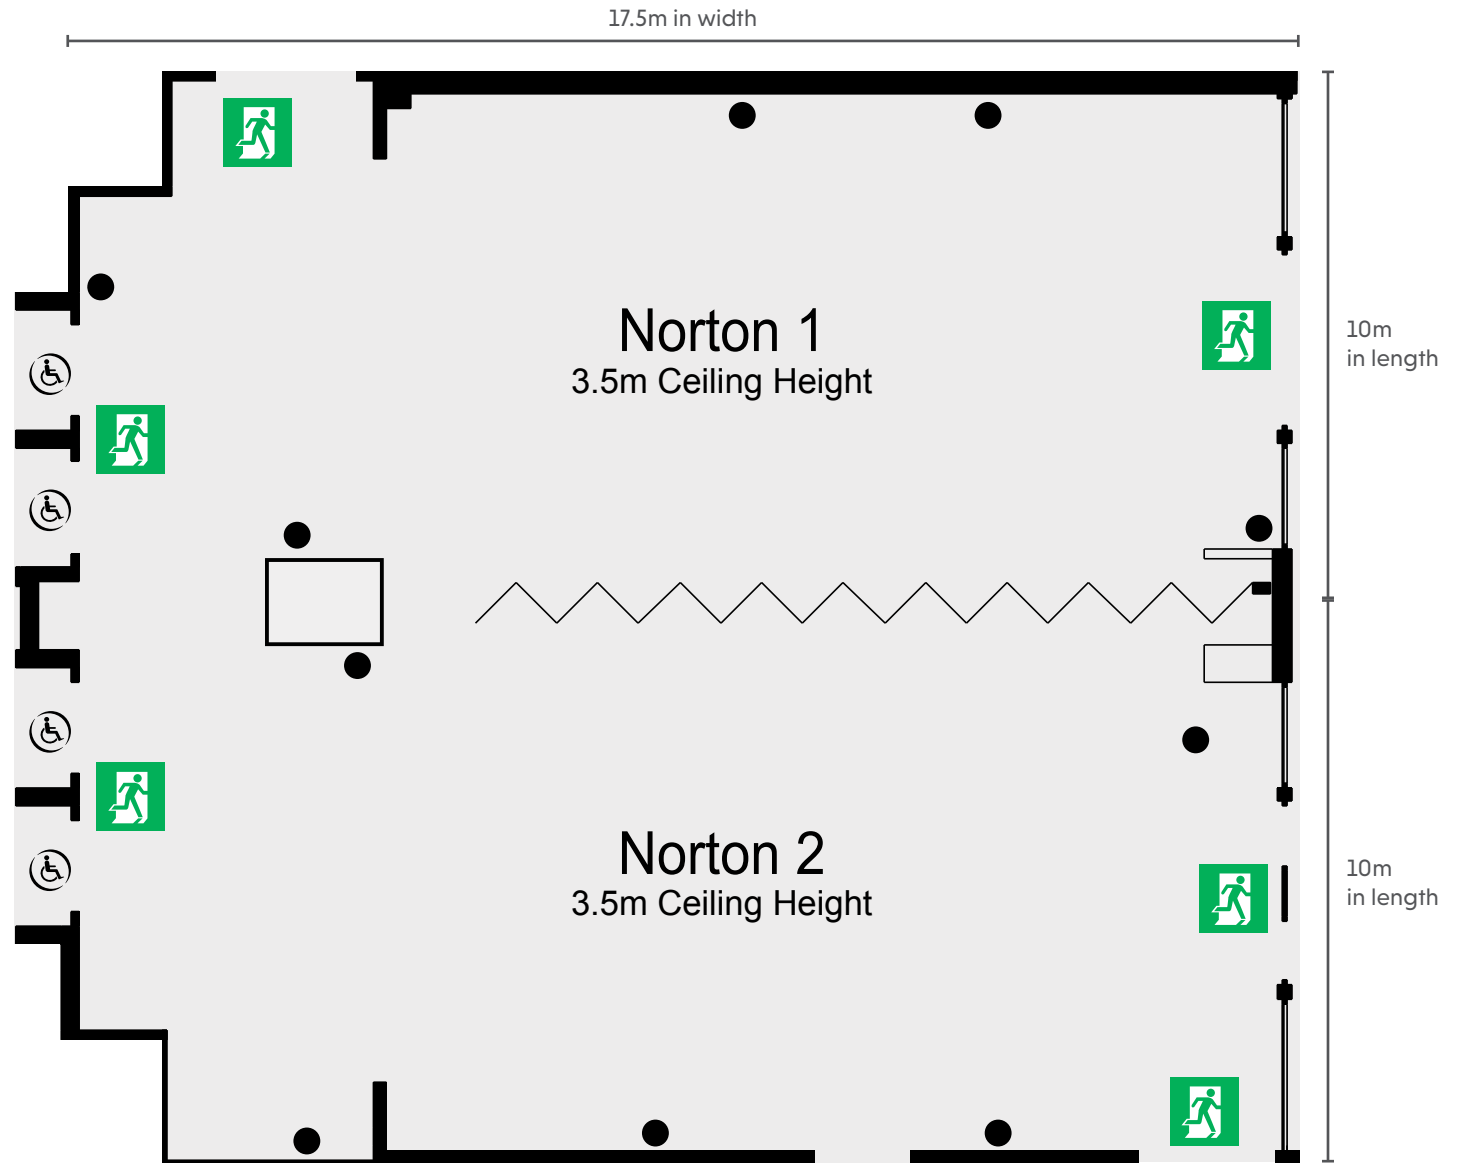 17.5m in width
Norton 1
3.5m Ceiling Height
10m
in length
Norton 2
3.5m Ceiling Height
10m
in length